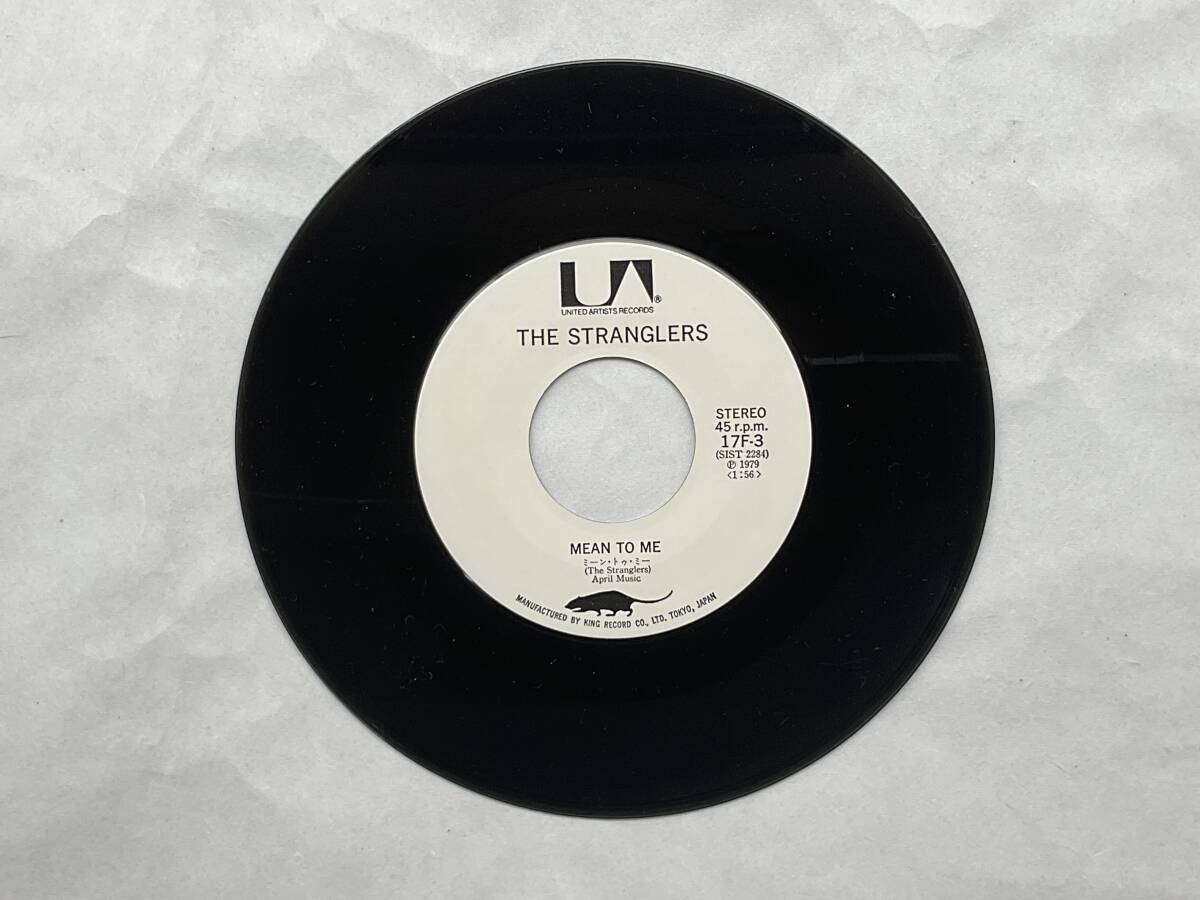 UA®
UNITED ARTISTS RECORDS
THE STRANGLERS
STEREO
45 r.p.m.
17F-3
(SIST 2284)
℗ 1979
<1:56>
MEAN TO ME
ミーン・トゥ・ミー
(The Stranglers)
April Music
MANUFACTURED BY KING RECORD CO., LTD. TOKYO, JAPAN